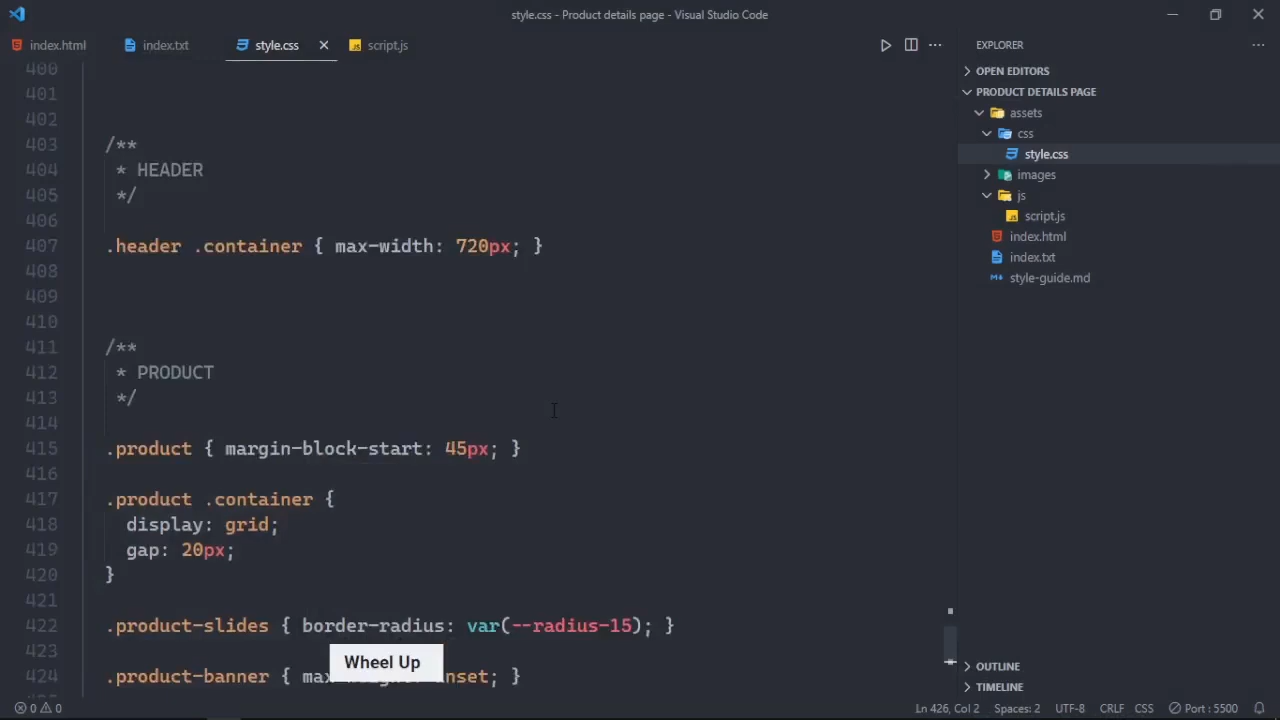 style.css - Product details page - Visual Studio Code
index.html
index.txt
style.css
script.js
400
401
402
403 /**
404 * HEADER
405 */
406
407 .header .container { max-width: 720px; }
408
409
410
411 /**
412 * PRODUCT
413 */
414
415 .product { margin-block-start: 45px; }
416
417 .product .container {
418 display: grid;
419 gap: 20px;
420 }
421
422 .product-slides { border-radius: var(--radius-15); }
423
Wheel Up
424 .product-banner { nset; }
EXPLORER
OPEN EDITORS
PRODUCT DETAILS PAGE
assets
css
style.css
images
js
script.js
index.html
index.txt
style-guide.md
OUTLINE
TIMELINE
0 0
Ln 426, Col 2
Spaces: 2
UTF-8
CRLF
CSS
Port : 5500